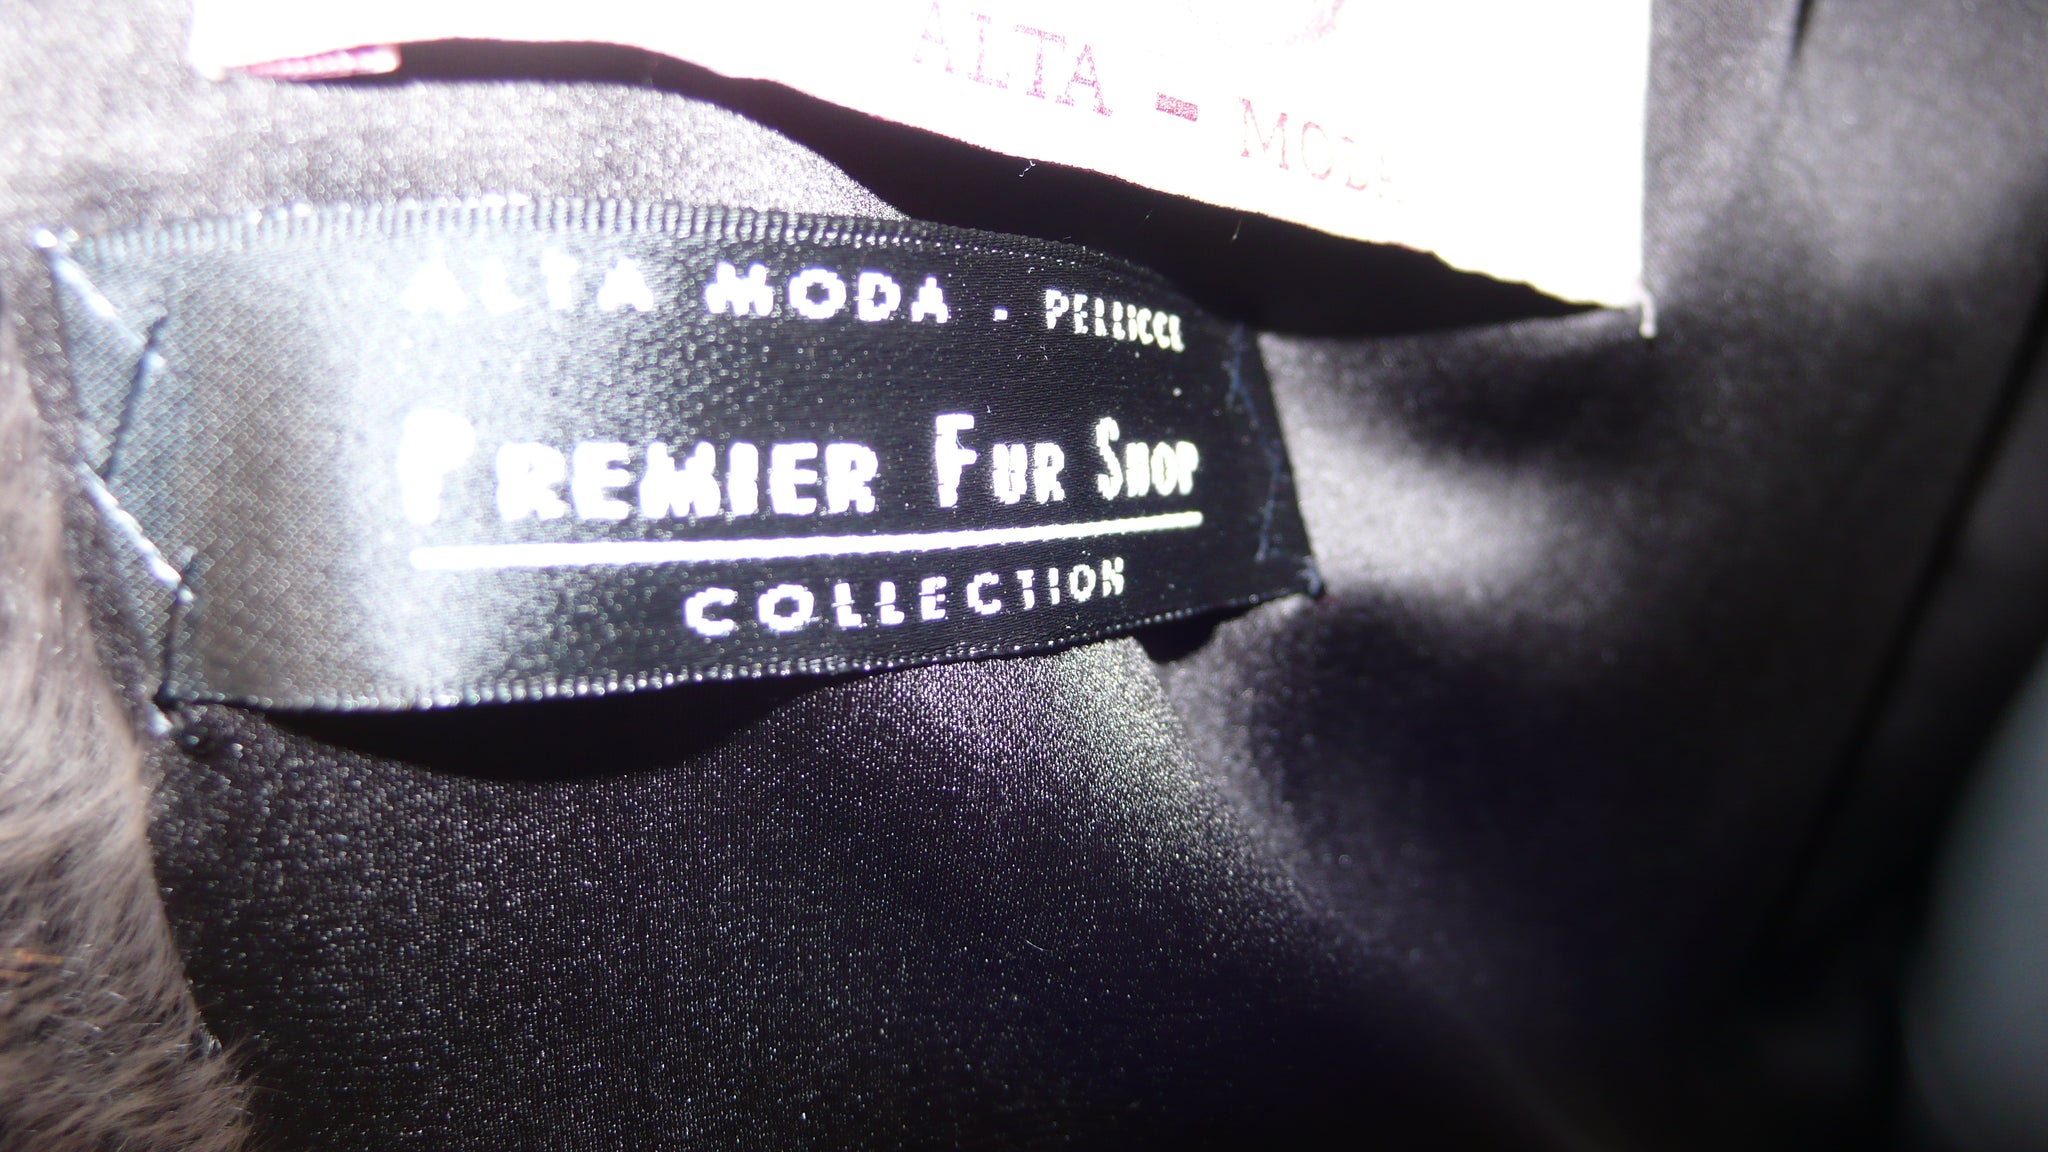 ALTA - MODA
ALTA MODA - PELLICCE
PREMIER FUR SHOP
COLLECTION